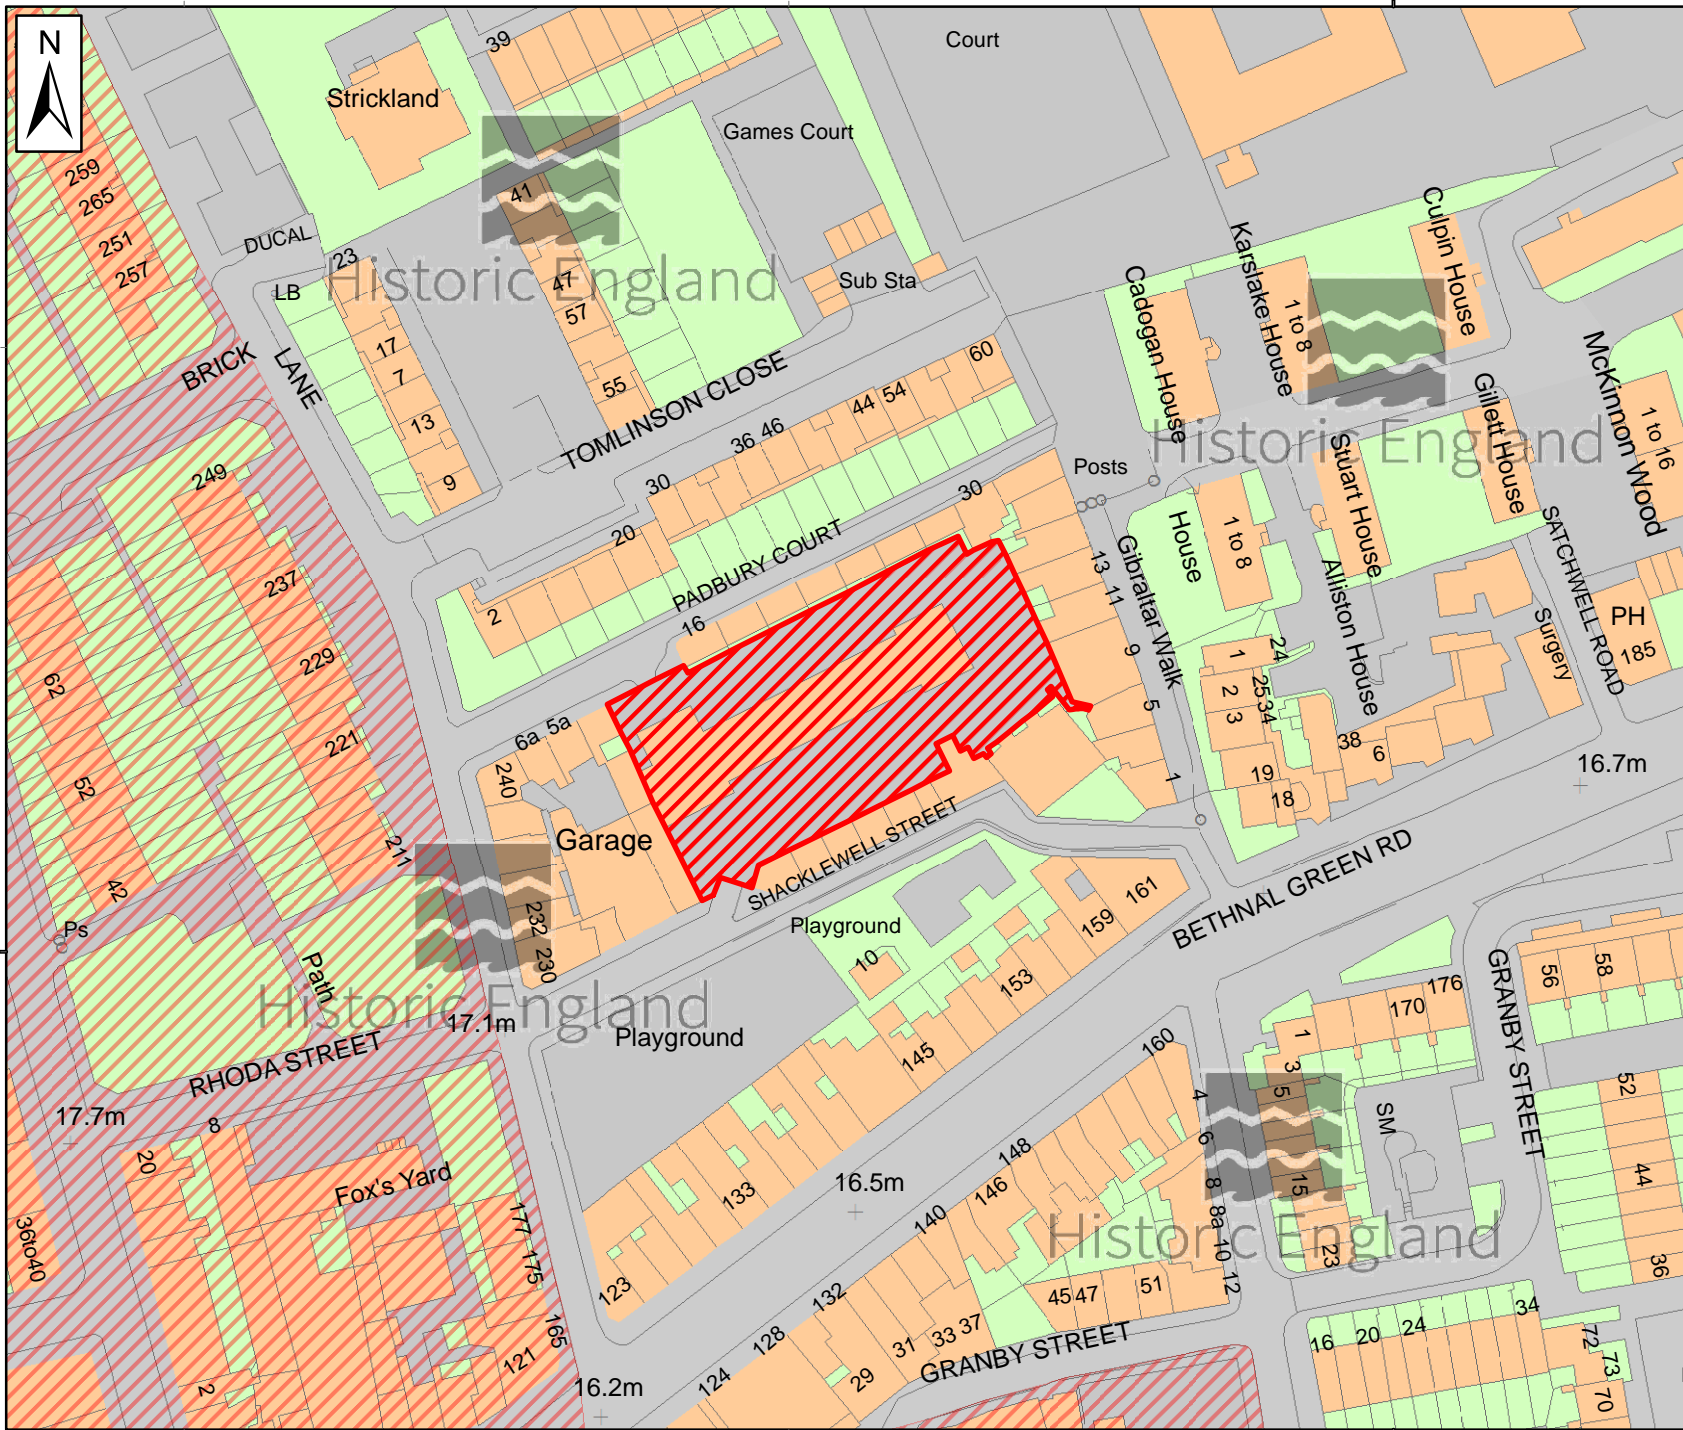 N
39
Court
Strickland
Games Court
259
265
251
257
41
DUCAL
23
LB
Historic England
47
57
Sub Sta
Cadogan House
Karslake House
1 to 8
Culpin House
BRICK
LANE
17
7
13
9
55
TOMLINSON CLOSE
60
44 54
36 46
30
20
Historic England
McKinnon Wood
1 to 16
Gillett House
Stuart House
Posts
249
30
PADBURY COURT
2
16
House
1 to 8
Gibraltar Walk
13
11
9
5
1
Alliston House
SATCHWELL ROAD
PH
185
Surgery
237
229
221
211
62
52
42
6a 5a
240
Garage
232
230
SHACKLEWELL STREET
1
2
3
24
25
34
19
18
38
6
16.7m
BETHNAL GREEN RD
Ps
Path
Historic England
17.1m
RHODA STREET
Playground
10
Playground
161
159
153
145
133
123
17.7m
8
20
Fox's Yard
36to40
2
177
175
165
121
16.2m
16.5m
160
148
146
140
132
128
124
4
6
8
8a
10
12
1
3
5
15
23
Historic England
SM
170
176
56
58
GRANBY STREET
52
44
36
45 47
51
29
31
33 37
GRANBY STREET
16
20
24
34
72
73
70